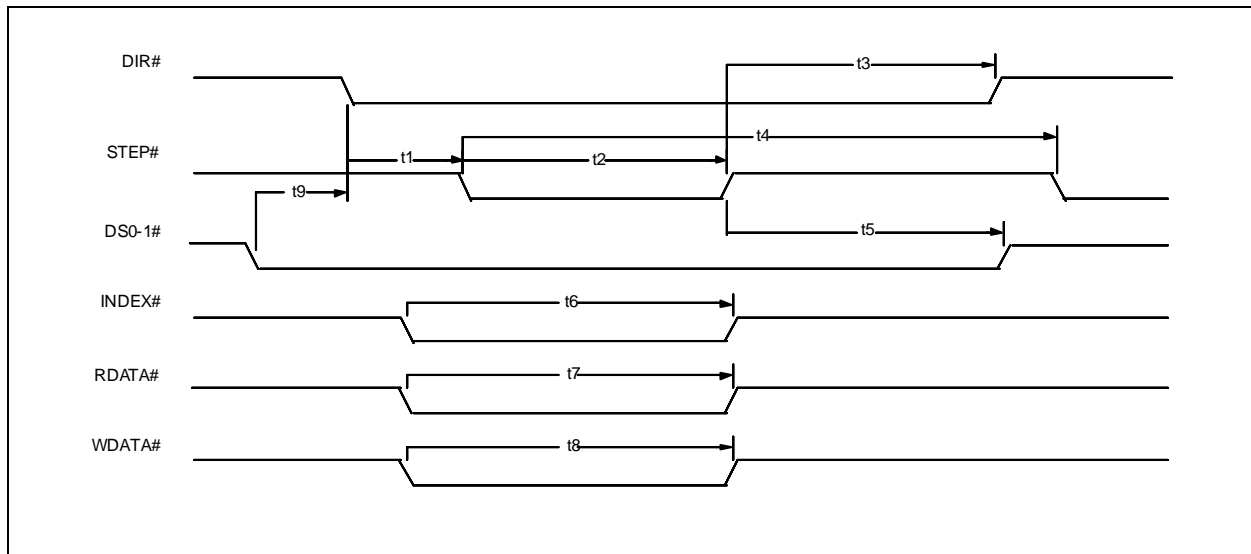 DIR#
t3
t4
STEP#
t1
t2
t9
DS0-1#
t5
INDEX#
t6
RDATA#
t7
WDATA#
t8